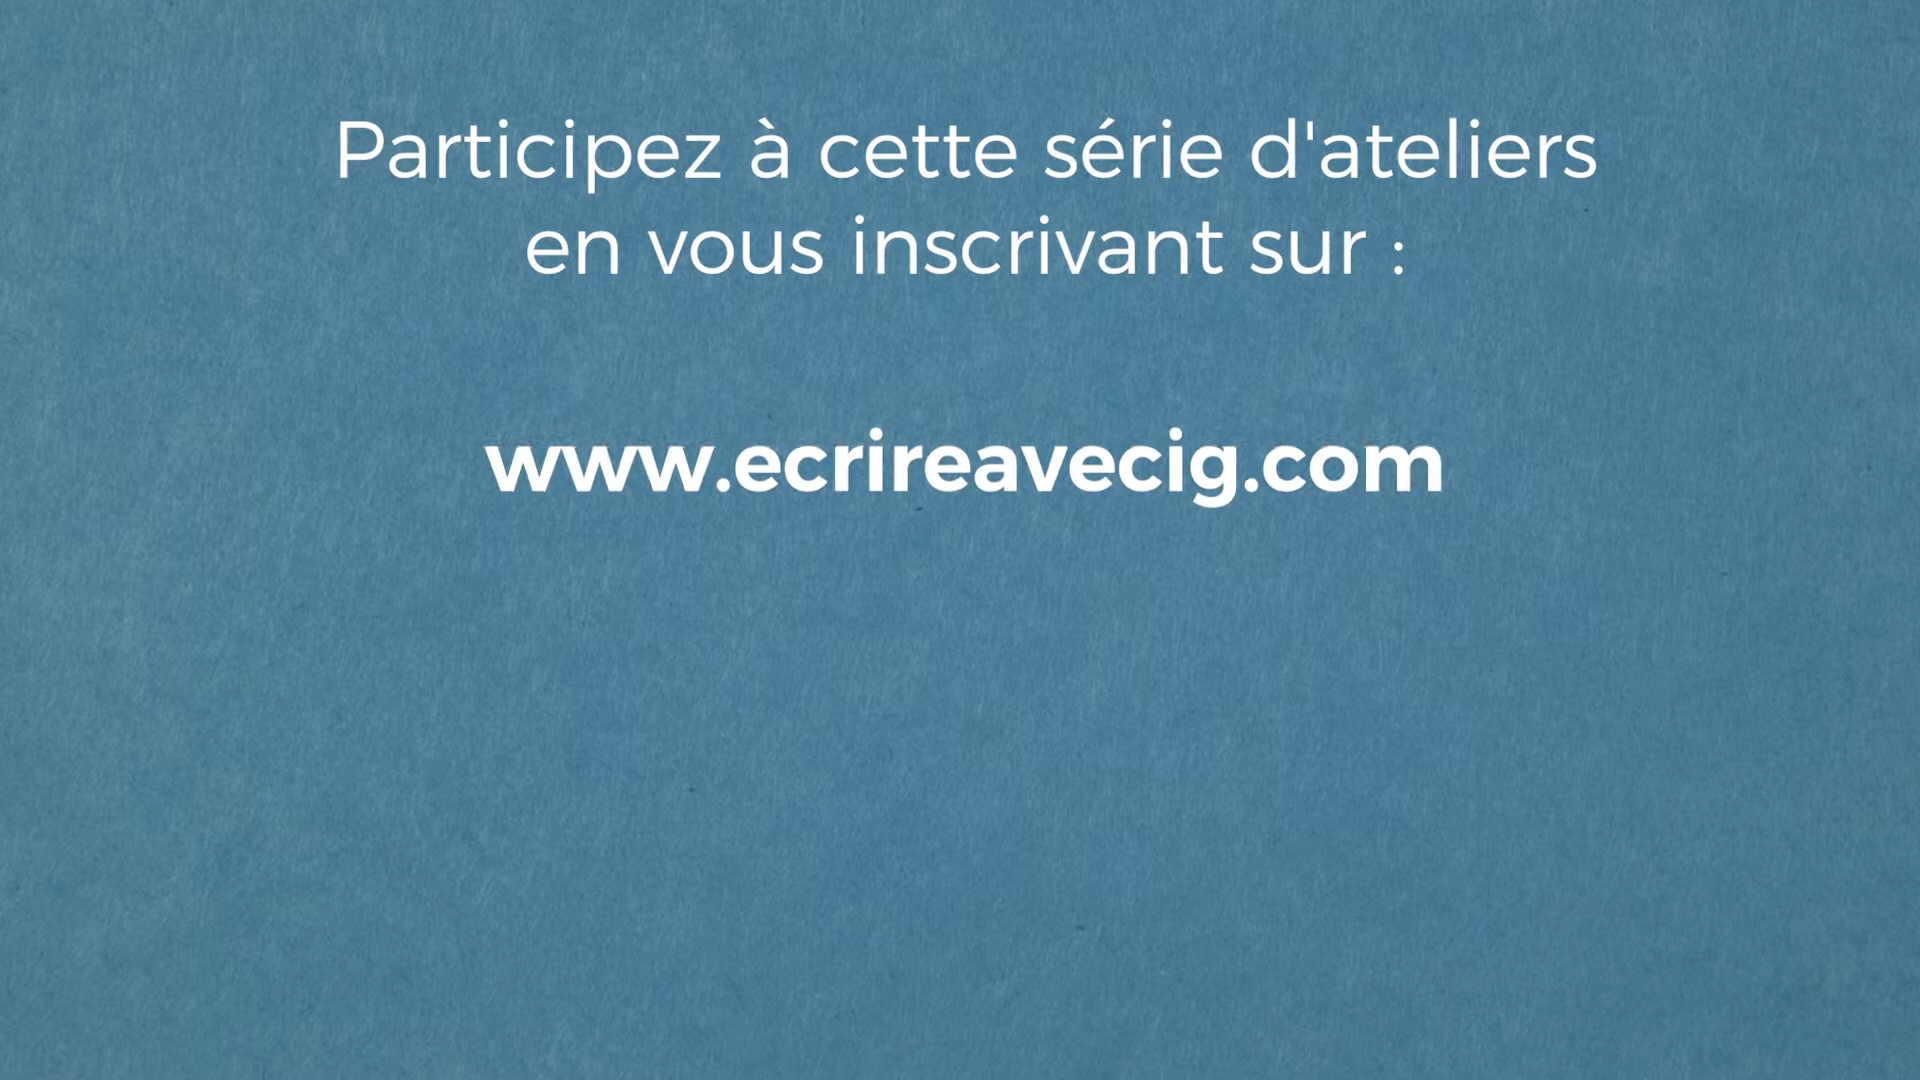 Participez à cette série d'ateliers
en vous inscrivant sur :
www.ecrireavecig.com